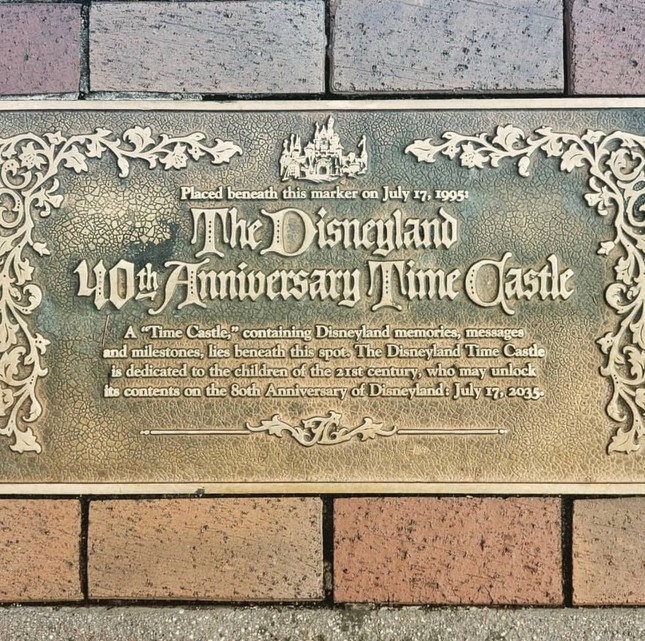 Placed beneath this marker on July 17, 1995:
The Disneyland
40th Anniversary Time Castle
A “Time Castle,” containing Disneyland memories, messages
and milestones, lies beneath this spot. The Disneyland Time Castle
is dedicated to the children of the 21st century, who may unlock
its contents on the 80th Anniversary of Disneyland: July 17, 2035.